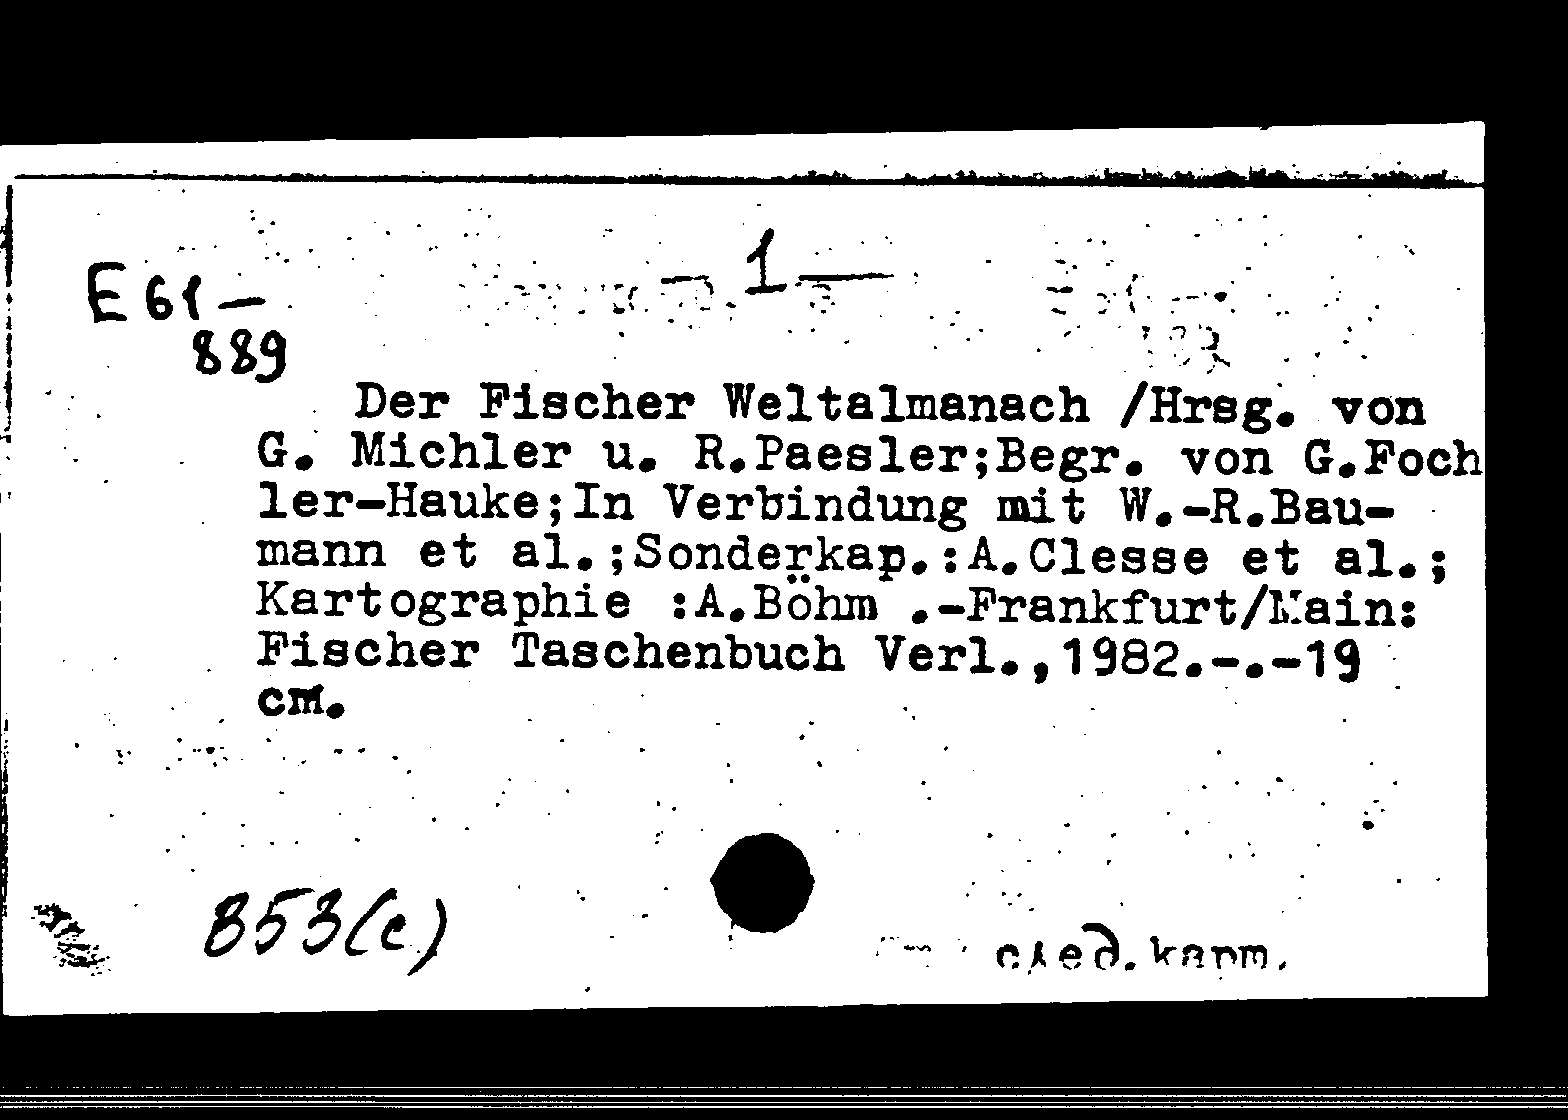 — 1 —
E 61 —
889
Der Fischer Weltalmanach /Hrsg. von
G. Michler u. R.Paesler;Begr. von G.Foch
ler-Hauke;In Verbindung mit W.-R.Bau-
mann et al.;Sonderkap.:A.Clesse et al.;
Kartographie :A.Böhm .-Frankfurt/Main:
Fischer Taschenbuch Verl.,1982.-.-19
cm.
853(с)
след. карт.